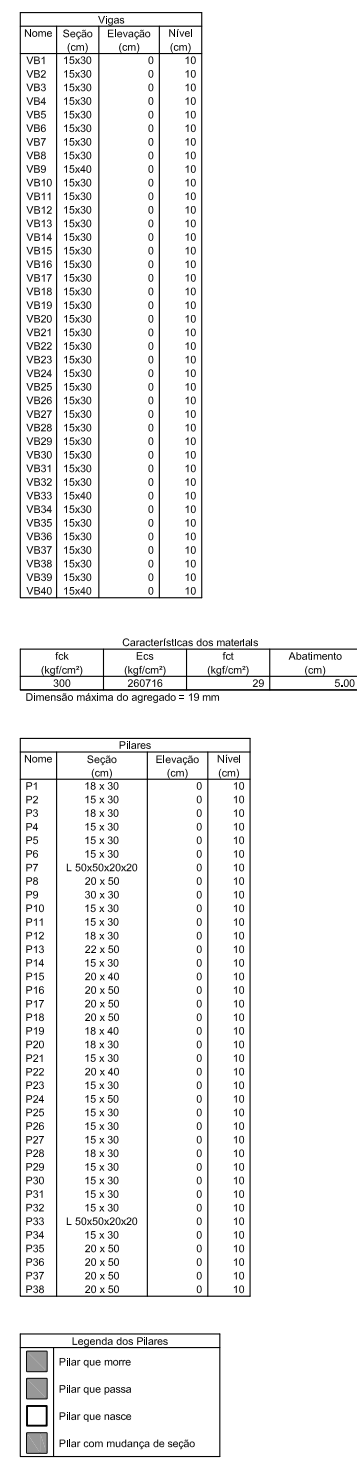 Vigas
Nome Seção Elevação Nível
(cm) (cm) (cm)
VB1 15x30 0 10
VB2 15x30 0 10
VB3 15x30 0 10
VB4 15x30 0 10
VB5 15x30 0 10
VB6 15x30 0 10
VB7 15x30 0 10
VB8 15x30 0 10
VB9 15x40 0 10
VB10 15x30 0 10
VB11 15x30 0 10
VB12 15x30 0 10
VB13 15x30 0 10
VB14 15x30 0 10
VB15 15x30 0 10
VB16 15x30 0 10
VB17 15x30 0 10
VB18 15x30 0 10
VB19 15x30 0 10
VB20 15x30 0 10
VB21 15x30 0 10
VB22 15x30 0 10
VB23 15x30 0 10
VB24 15x30 0 10
VB25 15x30 0 10
VB26 15x30 0 10
VB27 15x30 0 10
VB28 15x30 0 10
VB29 15x30 0 10
VB30 15x30 0 10
VB31 15x30 0 10
VB32 15x30 0 10
VB33 15x40 0 10
VB34 15x30 0 10
VB35 15x30 0 10
VB36 15x30 0 10
VB37 15x30 0 10
VB38 15x30 0 10
VB39 15x30 0 10
VB40 15x40 0 10
Características dos materiais
fck Ecs fct Abatimento
(kgf/cm²) (kgf/cm²) (kgf/cm²) (cm)
300 260716 29 5.00
Dimensão máxima do agregado = 19 mm
Pilares
Nome Seção Elevação Nível
(cm) (cm) (cm)
P1 18 x 30 0 10
P2 15 x 30 0 10
P3 18 x 30 0 10
P4 15 x 30 0 10
P5 15 x 30 0 10
P6 15 x 30 0 10
P7 L 50x50x20x20 0 10
P8 20 x 50 0 10
P9 30 x 30 0 10
P10 15 x 30 0 10
P11 15 x 30 0 10
P12 18 x 30 0 10
P13 22 x 50 0 10
P14 15 x 30 0 10
P15 20 x 40 0 10
P16 20 x 50 0 10
P17 20 x 50 0 10
P18 20 x 50 0 10
P19 18 x 40 0 10
P20 18 x 30 0 10
P21 15 x 30 0 10
P22 20 x 40 0 10
P23 15 x 30 0 10
P24 15 x 50 0 10
P25 15 x 30 0 10
P26 15 x 30 0 10
P27 15 x 30 0 10
P28 18 x 30 0 10
P29 15 x 30 0 10
P30 15 x 30 0 10
P31 15 x 30 0 10
P32 15 x 30 0 10
P33 L 50x50x20x20 0 10
P34 15 x 30 0 10
P35 20 x 50 0 10
P36 20 x 50 0 10
P37 20 x 50 0 10
P38 20 x 50 0 10
Legenda dos Pilares
Pilar que morre
Pilar que passa
Pilar que nasce
Pilar com mudança de seção